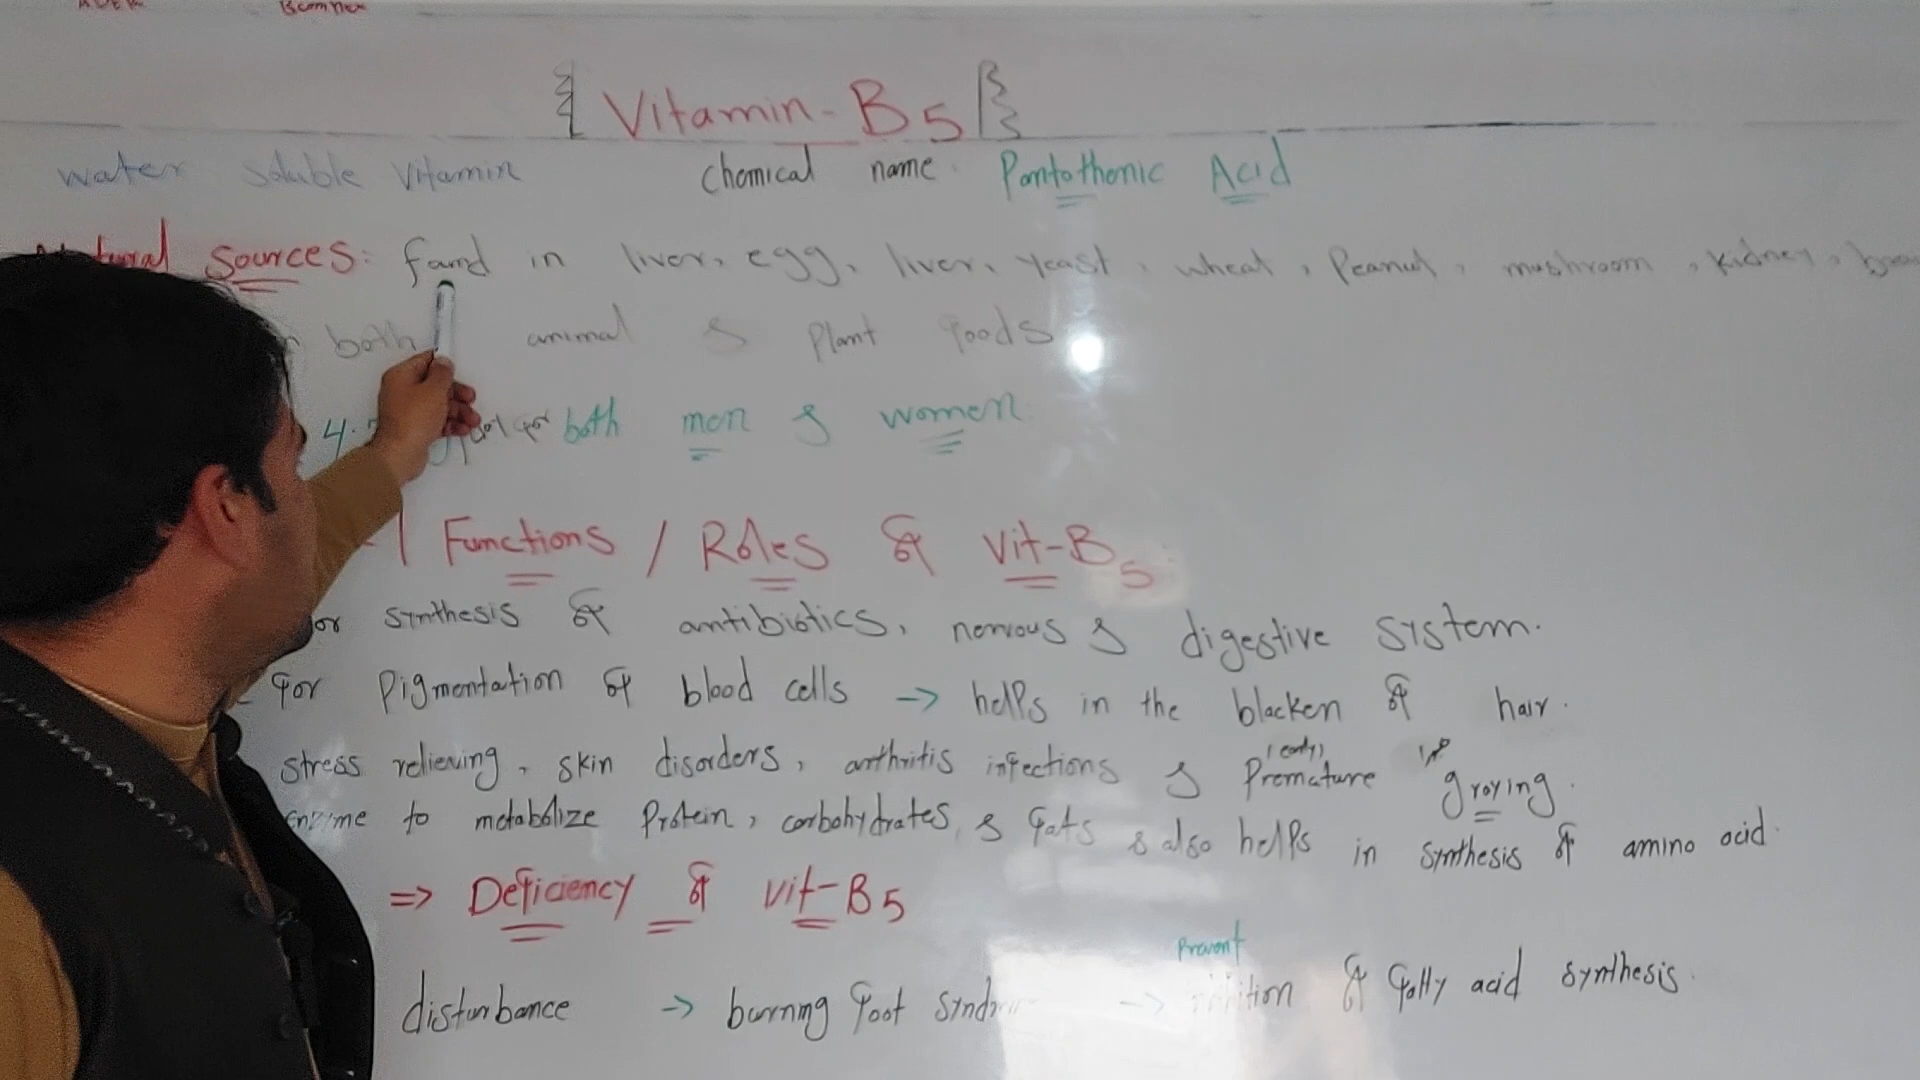 Vitamin-B5
water soluble vitamin chemical name. Pantothenic Acid
Natural Sources: found in liver, egg, liver, yeast, wheat, Peanut, mushroom, kidney,
both animal & Plant foods
both men & women
Functions / Roles of Vit-B5
for synthesis of antibiotics, nervous & digestive system.
for Pigmentation of blood cells → helps in the blacken of hair.
stress relieving, skin disorders, arthritis infections & Premature (early) graying.
Enzyme to metabolize Protein, carbohydrates, & fats & also helps in synthesis of amino acid.
=> Deficiency of Vit-B5
Prevent
disturbance → burning foot → of fatty acid synthesis.